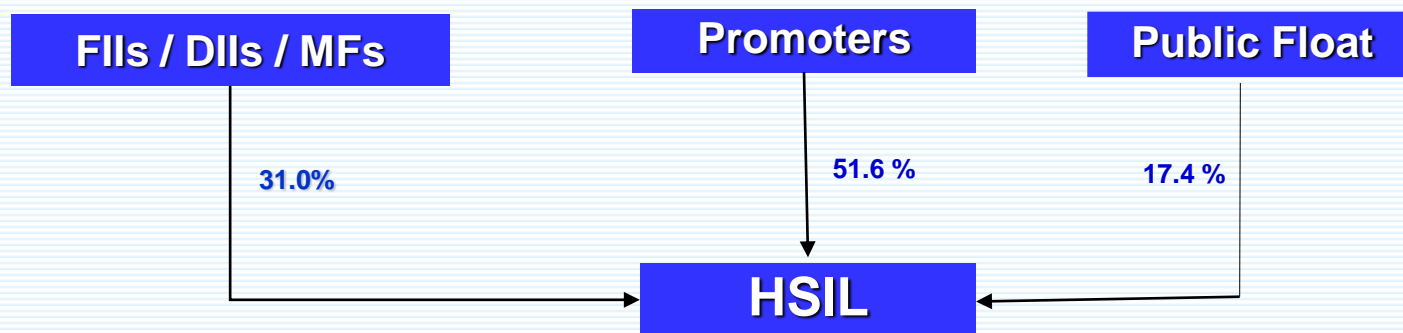 FIIs / DIIs / MFs
Promoters
Public Float
31.0%
51.6 %
17.4 %
HSIL